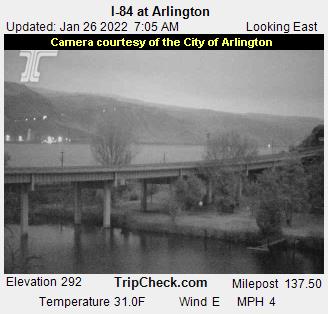 I-84 at Arlington
Updated: Jan 26 2022 7:05 AM Looking East
Camera courtesy of the City of Arlington
Elevation 292 TripCheck.com Milepost 137.50
Temperature 31.0F Wind E MPH 4